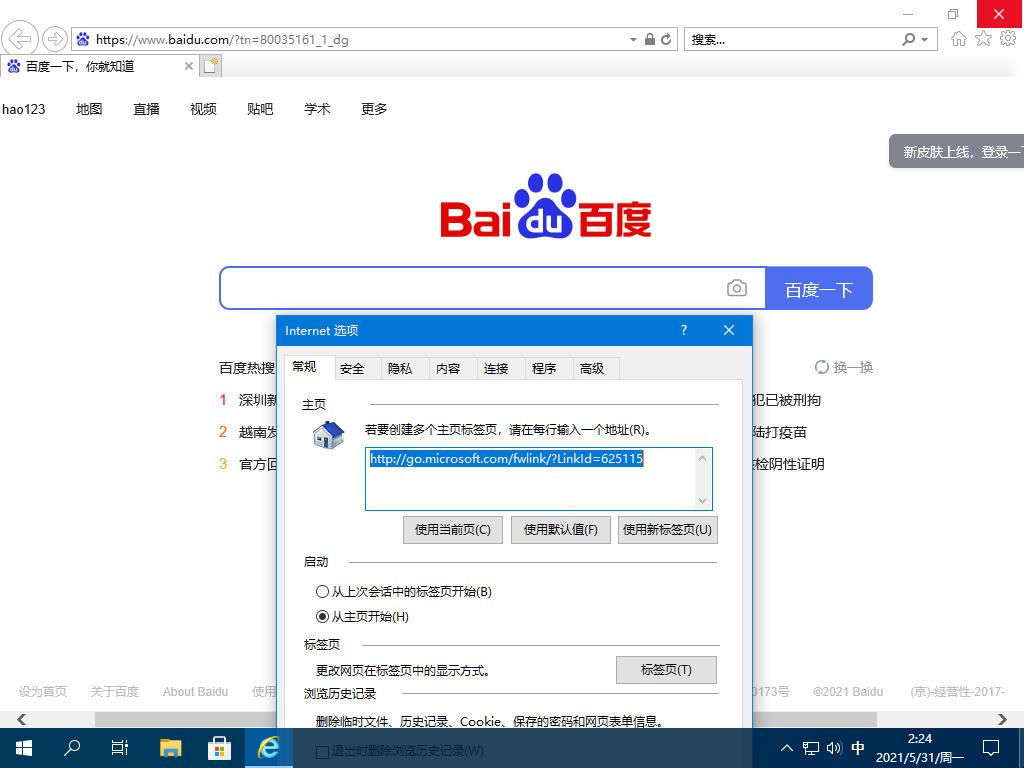 https://www.baidu.com/?tn=80035161_1_dg
搜索...
百度一下，你就知道
hao123 地图 直播 视频 贴吧 学术 更多
新皮肤上线，登录一
Bai du 百度
百度一下
Internet 选项 ?
百度热搜 换一换
常规 安全 隐私 内容 连接 程序 高级
1 深圳新 犯已被刑拘
主页
2 越南发 陆打疫苗
若要创建多个主页标签页，请在每行输入一个地址(R)。
3 官方回 检阴性证明
http://go.microsoft.com/fwlink/?LinkId=625115
使用当前页(C) 使用默认值(F) 使用新标签页(U)
启动
从上次会话中的标签页开始(B)
从主页开始(H)
标签页
更改网页在标签页中的显示方式。 标签页(T)
设为首页 关于百度 About Baidu 使用 0173号 ©2021 Baidu (京)-经营性-2017-
浏览历史记录
删除临时文件、历史记录、Cookie、保存的密码和网页表单信息。
退出时删除浏览历史记录(W)
中
2:24
2021/5/31/周一